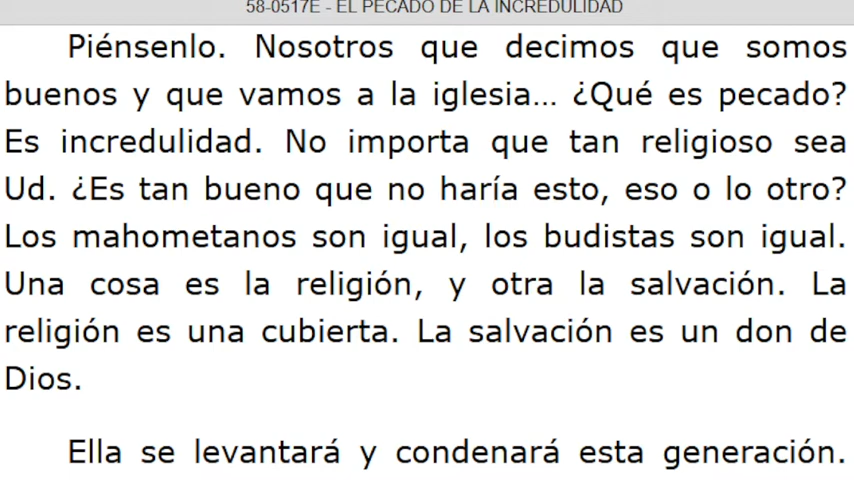 58-0517E - EL PECADO DE LA INCREDULIDAD
Piénsenlo. Nosotros que decimos que somos
buenos y que vamos a la iglesia... ¿Qué es pecado?
Es incredulidad. No importa que tan religioso sea
Ud. ¿Es tan bueno que no haría esto, eso o lo otro?
Los mahometanos son igual, los budistas son igual.
Una cosa es la religión, y otra la salvación. La
religión es una cubierta. La salvación es un don de
Dios.
Ella se levantará y condenará esta generación.